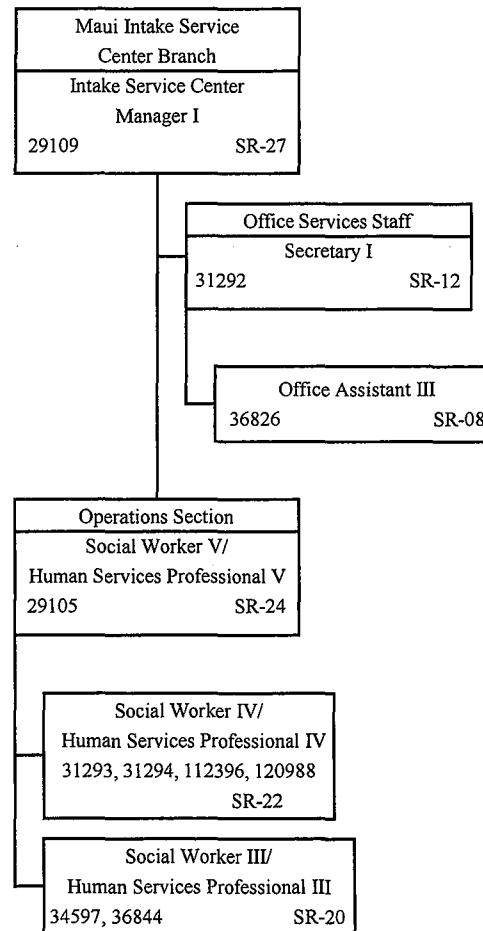 Maui Intake Service
Center Branch
Intake Service Center
Manager I
29109 SR-27
Office Services Staff
Secretary I
31292 SR-12
Office Assistant III
36826 SR-08
Operations Section
Social Worker V/
Human Services Professional V
29105 SR-24
Social Worker IV/
Human Services Professional IV
31293, 31294, 112396, 120988
SR-22
Social Worker III/
Human Services Professional III
34597, 36844 SR-20